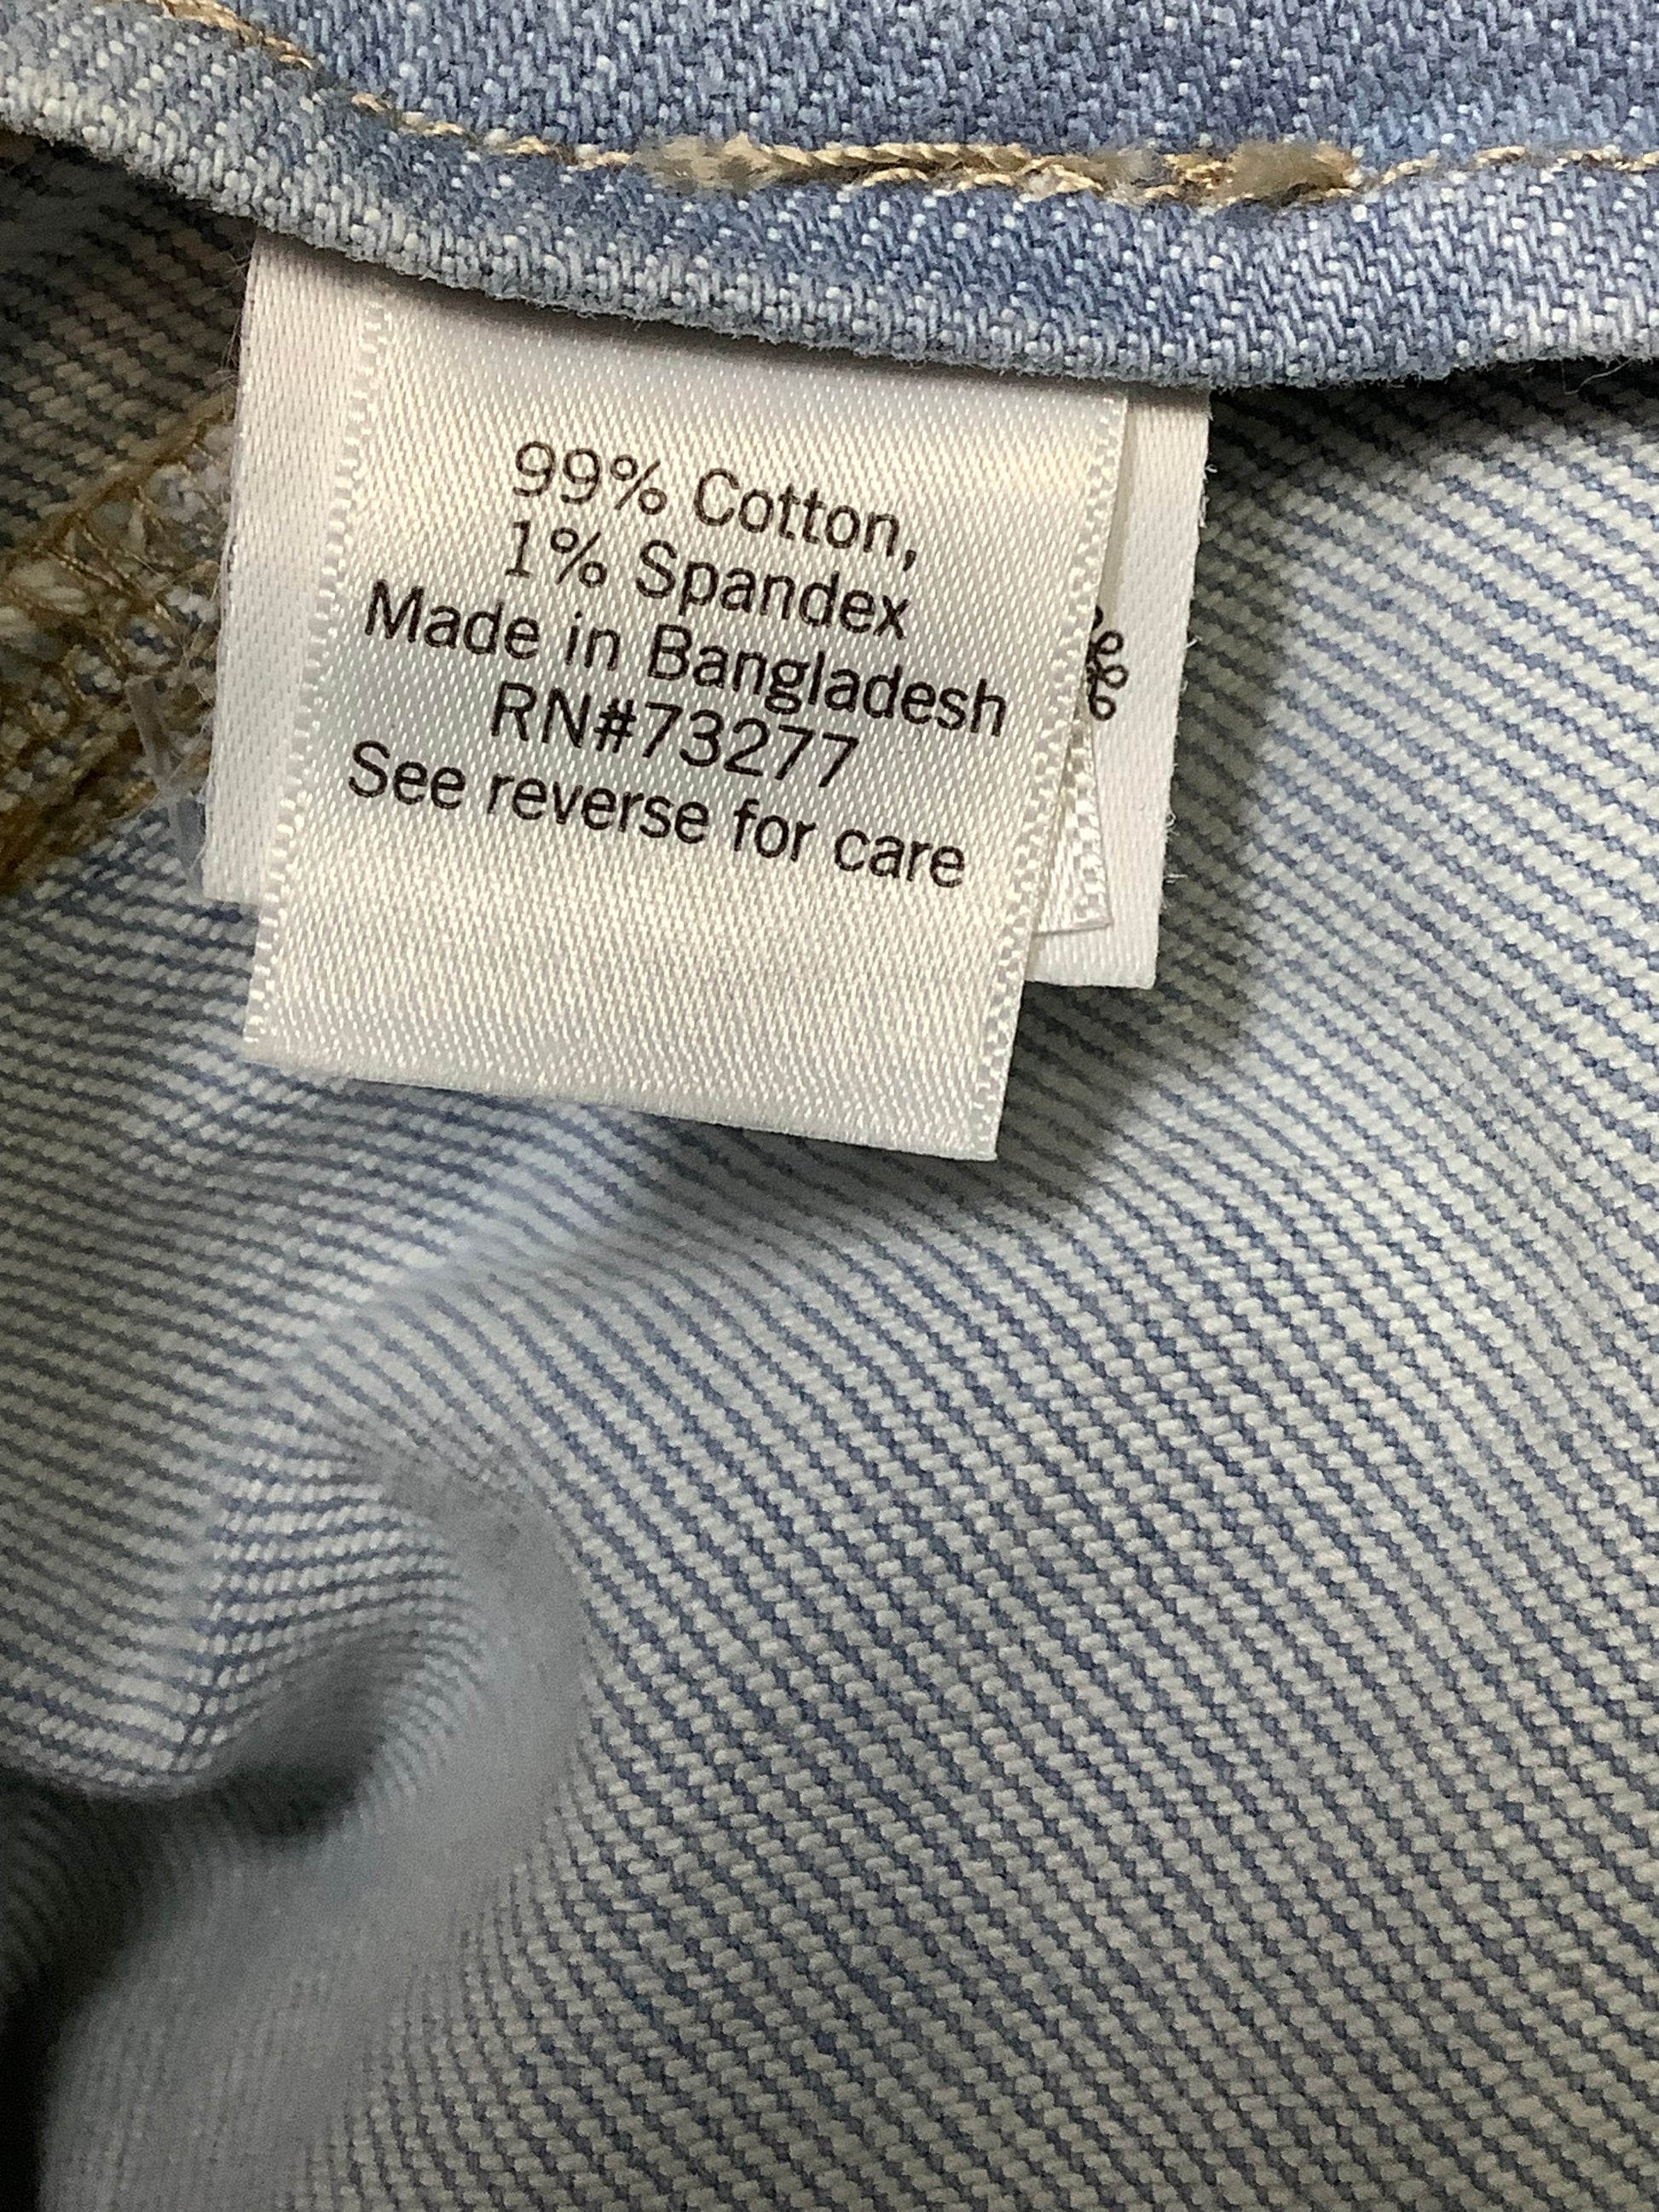 99% Cotton,
1% Spandex
Made in Bangladesh
RN#73277
See reverse for care